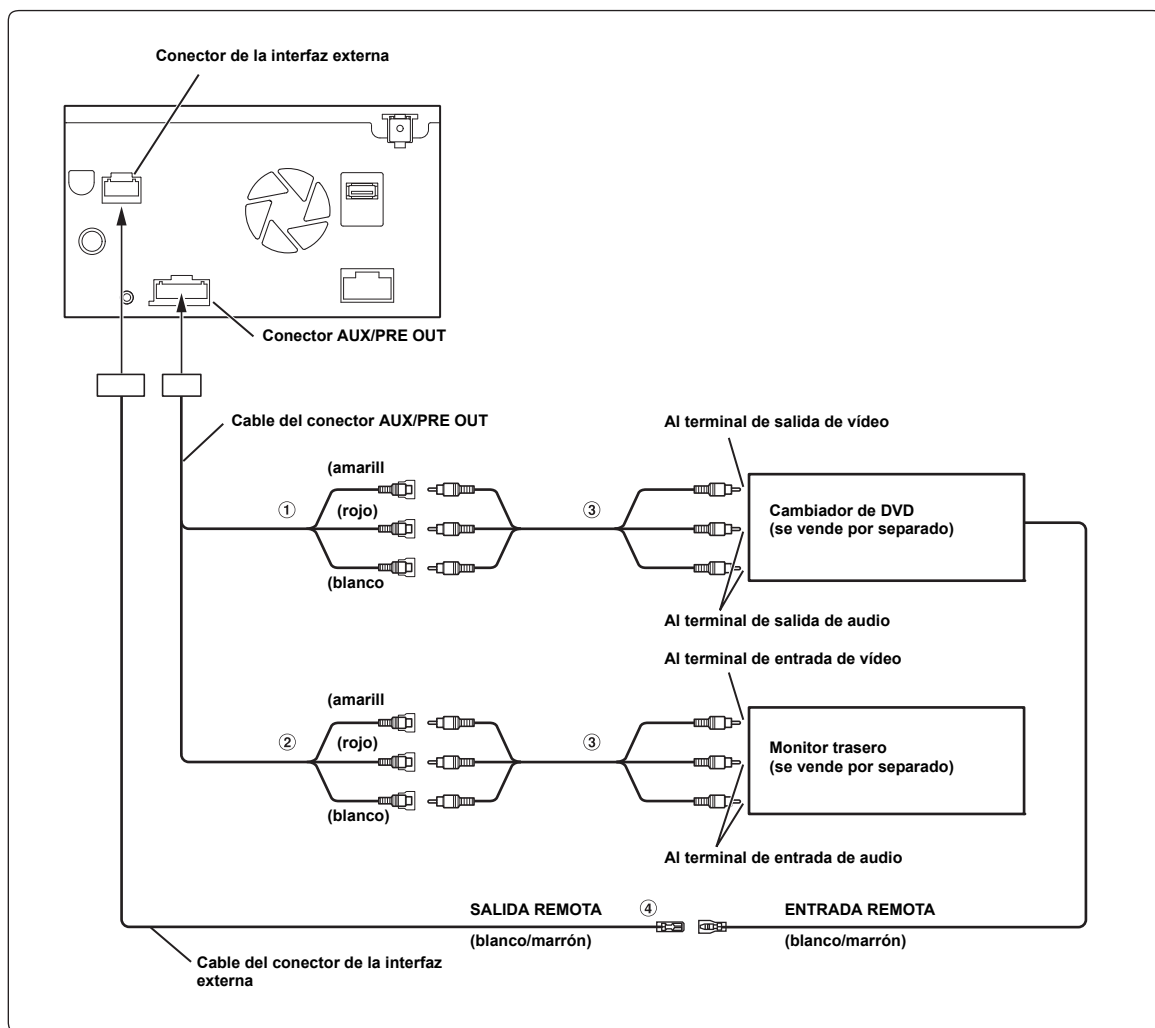 Conector de la interfaz externa
Conector AUX/PRE OUT
Cable del conector AUX/PRE OUT
Al terminal de salida de vídeo
(amarill
①
(rojo)
③
Cambiador de DVD
(se vende por separado)
(blanco
Al terminal de salida de audio
Al terminal de entrada de vídeo
(amarill
②
(rojo)
③
Monitor trasero
(se vende por separado)
(blanco)
Al terminal de entrada de audio
SALIDA REMOTA
④
ENTRADA REMOTA
(blanco/marrón)
(blanco/marrón)
Cable del conector de la interfaz
externa